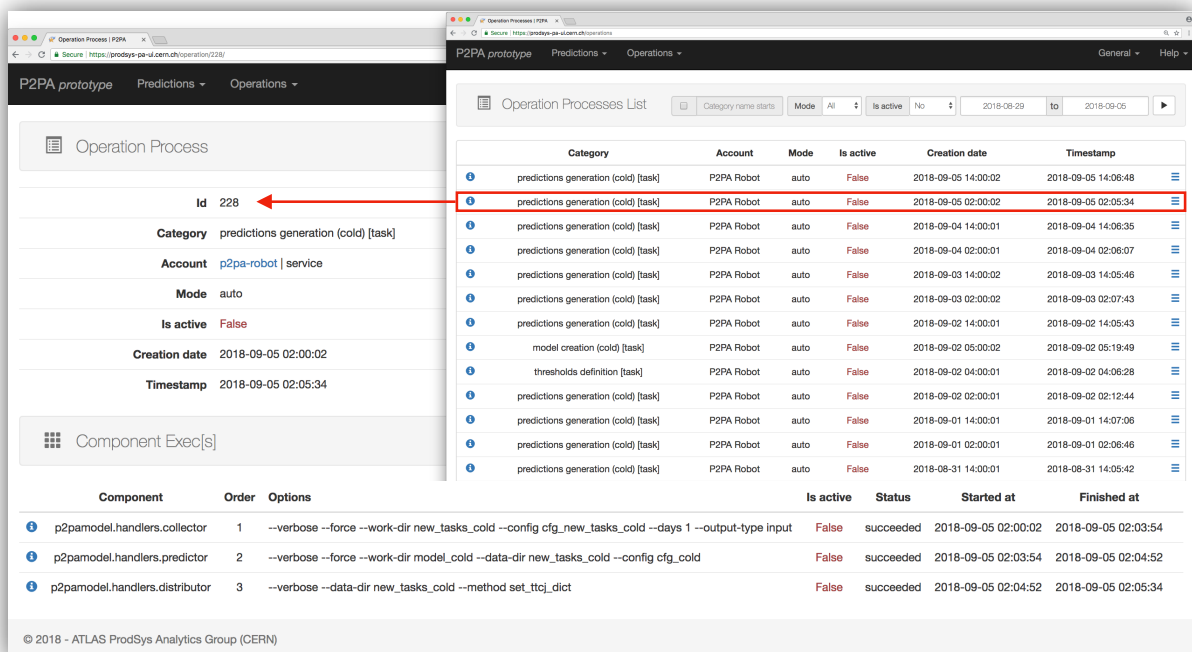 Operation Process | P2PA
Secure | https://prodsys-pa-ui.cern.ch/operation/228/
P2PA prototype Predictions Operations
Operation Process
Id 228
Category predictions generation (cold) [task]
Account p2pa-robot | service
Mode auto
Is active False
Creation date 2018-09-05 02:00:02
Timestamp 2018-09-05 02:05:34
Component Exec[s]
Operation Processes | P2PA
Secure | https://prodsys-pa-ui.cern.ch/operations
P2PA prototype Predictions Operations General Help
Operation Processes List Category name starts Mode All Is active No 2018-08-29 to 2018-09-05
Category Account Mode Is active Creation date Timestamp
predictions generation (cold) [task] P2PA Robot auto False 2018-09-05 14:00:02 2018-09-05 14:06:48
predictions generation (cold) [task] P2PA Robot auto False 2018-09-05 02:00:02 2018-09-05 02:05:34
predictions generation (cold) [task] P2PA Robot auto False 2018-09-04 14:00:01 2018-09-04 14:06:35
predictions generation (cold) [task] P2PA Robot auto False 2018-09-04 02:00:01 2018-09-04 02:06:07
predictions generation (cold) [task] P2PA Robot auto False 2018-09-03 14:00:02 2018-09-03 14:05:46
predictions generation (cold) [task] P2PA Robot auto False 2018-09-03 02:00:02 2018-09-03 02:07:43
predictions generation (cold) [task] P2PA Robot auto False 2018-09-02 14:00:01 2018-09-02 14:05:43
model creation (cold) [task] P2PA Robot auto False 2018-09-02 05:00:02 2018-09-02 05:19:49
thresholds definition [task] P2PA Robot auto False 2018-09-02 04:00:01 2018-09-02 04:06:28
predictions generation (cold) [task] P2PA Robot auto False 2018-09-02 02:00:01 2018-09-02 02:12:44
predictions generation (cold) [task] P2PA Robot auto False 2018-09-01 14:00:01 2018-09-01 14:07:06
predictions generation (cold) [task] P2PA Robot auto False 2018-09-01 02:00:01 2018-09-01 02:06:46
predictions generation (cold) [task] P2PA Robot auto False 2018-08-31 14:00:01 2018-08-31 14:05:42
Component Order Options Is active Status Started at Finished at
p2pamodel.handlers.collector 1 --verbose --force --work-dir new_tasks_cold --config cfg_new_tasks_cold --days 1 --output-type input False succeeded 2018-09-05 02:00:02 2018-09-05 02:03:54
p2pamodel.handlers.predictor 2 --verbose --force --work-dir model_cold --data-dir new_tasks_cold --config cfg_cold False succeeded 2018-09-05 02:03:54 2018-09-05 02:04:52
p2pamodel.handlers.distributor 3 --verbose --data-dir new_tasks_cold --method set_ttcj_dict False succeeded 2018-09-05 02:04:52 2018-09-05 02:05:34
© 2018 - ATLAS ProdSys Analytics Group (CERN)